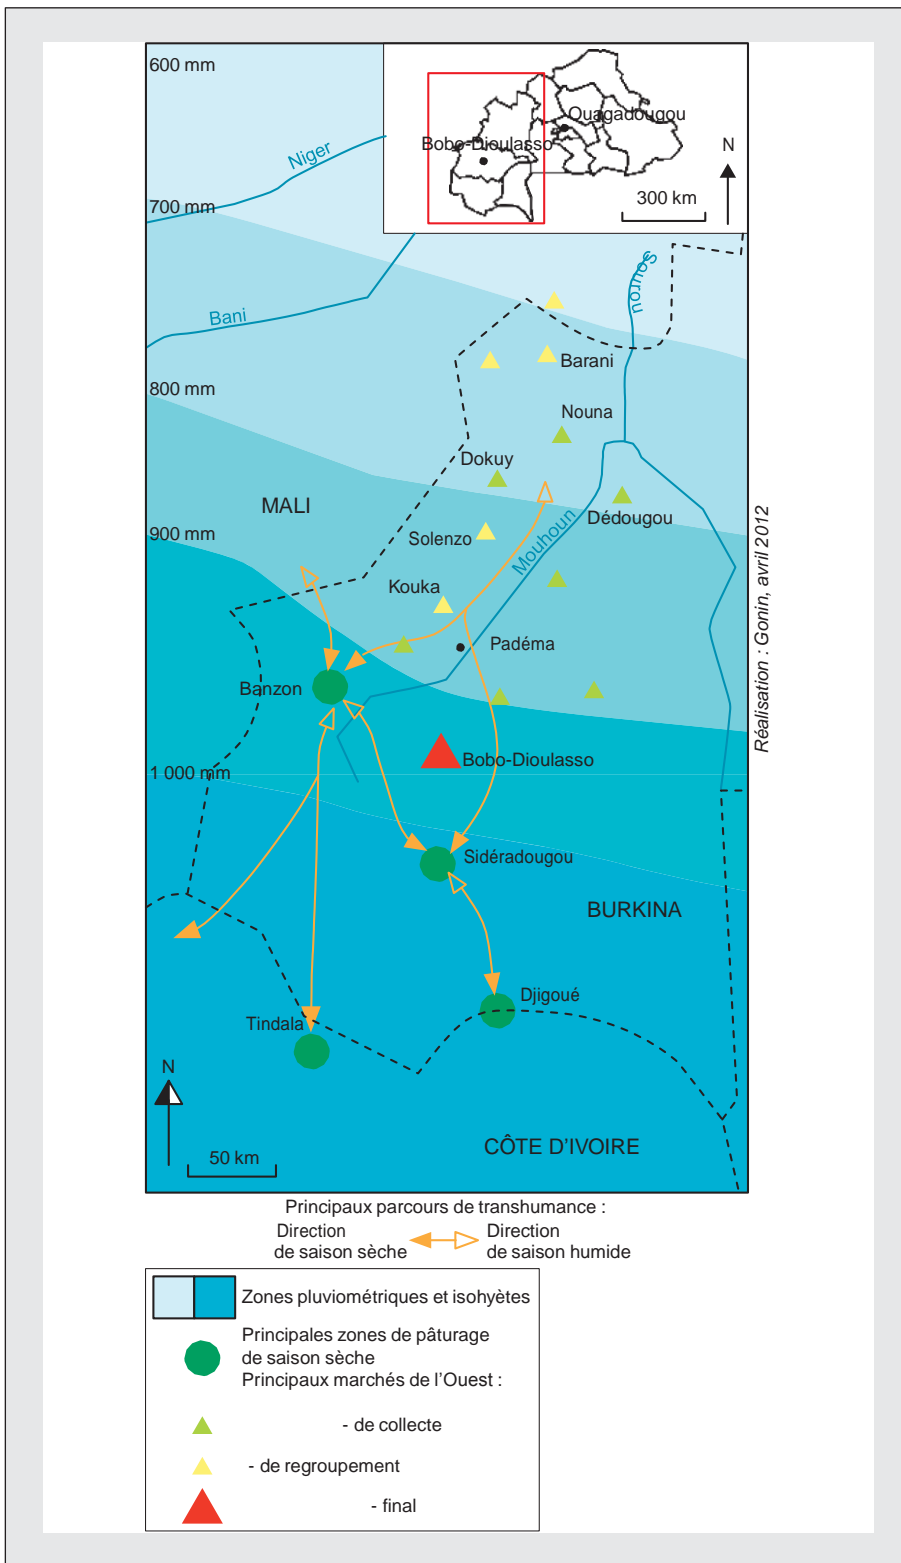 600 mm
Ouagadougou
Bobo-Dioulasso
N
300 km
Niger
700 mm
Sourou
Bani
Barani
800 mm
Nouna
Dokuy
MALI
Dédougou
900 mm
Solenzo
Mouhoun
Kouka
Padéma
Banzon
Réalisation : Gonin, avril 2012
Bobo-Dioulasso
1 000 mm
Sidéradougou
BURKINA
Djigoué
Tindala
N
50 km
CÔTE D'IVOIRE
Principaux parcours de transhumance :
Direction
de saison sèche
Direction
de saison humide
Zones pluviométriques et isohyètes
Principales zones de pâturage
de saison sèche
Principaux marchés de l’Ouest :
- de collecte
- de regroupement
- final